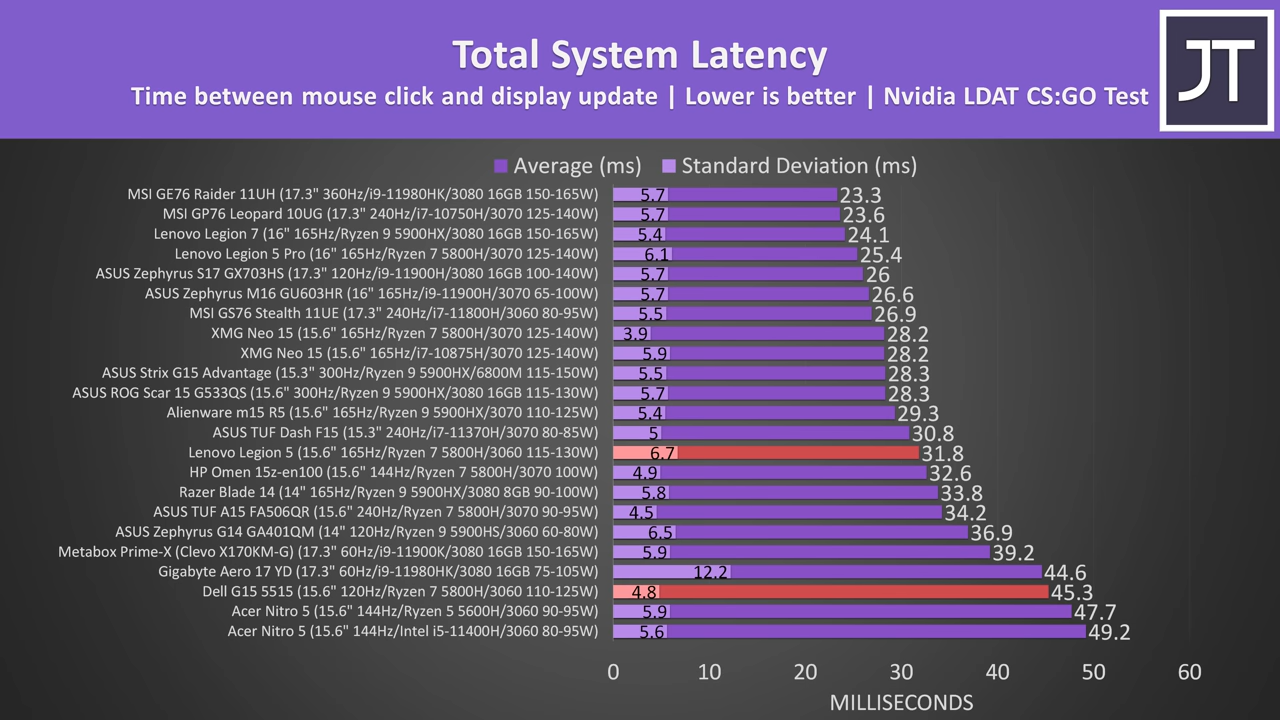 Total System Latency
Time between mouse click and display update | Lower is better | Nvidia LDAT CS:GO Test
JT
Average (ms) Standard Deviation (ms)
MSI GE76 Raider 11UH (17.3" 360Hz/i9-11980HK/3080 16GB 150-165W) 5.7 23.3
MSI GP76 Leopard 10UG (17.3" 240Hz/i7-10750H/3070 125-140W) 5.7 23.6
Lenovo Legion 7 (16" 165Hz/Ryzen 9 5900HX/3080 16GB 150-165W) 5.4 24.1
Lenovo Legion 5 Pro (16" 165Hz/Ryzen 7 5800H/3070 125-140W) 6.1 25.4
ASUS Zephyrus S17 GX703HS (17.3" 120Hz/i9-11900H/3080 16GB 100-140W) 5.7 26
ASUS Zephyrus M16 GU603HR (16" 165Hz/i9-11900H/3070 65-100W) 5.7 26.6
MSI GS76 Stealth 11UE (17.3" 240Hz/i7-11800H/3060 80-95W) 5.5 26.9
XMG Neo 15 (15.6" 165Hz/Ryzen 7 5800H/3070 125-140W) 3.9 28.2
XMG Neo 15 (15.6" 165Hz/i7-10875H/3070 125-140W) 5.9 28.2
ASUS Strix G15 Advantage (15.3" 300Hz/Ryzen 9 5900HX/6800M 115-150W) 5.5 28.3
ASUS ROG Scar 15 G533QS (15.6" 300Hz/Ryzen 9 5900HX/3080 16GB 115-130W) 5.7 28.3
Alienware m15 R5 (15.6" 165Hz/Ryzen 9 5900HX/3070 110-125W) 5.4 29.3
ASUS TUF Dash F15 (15.3" 240Hz/i7-11370H/3070 80-85W) 5 30.8
Lenovo Legion 5 (15.6" 165Hz/Ryzen 7 5800H/3060 115-130W) 6.7 31.8
HP Omen 15z-en100 (15.6" 144Hz/Ryzen 7 5800H/3070 100W) 4.9 32.6
Razer Blade 14 (14" 165Hz/Ryzen 9 5900HX/3080 8GB 90-100W) 5.8 33.8
ASUS TUF A15 FA506QR (15.6" 240Hz/Ryzen 7 5800H/3070 90-95W) 4.5 34.2
ASUS Zephyrus G14 GA401QM (14" 120Hz/Ryzen 9 5900HS/3060 60-80W) 6.5 36.9
Metabox Prime-X (Clevo X170KM-G) (17.3" 60Hz/i9-11900K/3080 16GB 150-165W) 5.9 39.2
Gigabyte Aero 17 YD (17.3" 60Hz/i9-11980HK/3080 16GB 75-105W) 12.2 44.6
Dell G15 5515 (15.6" 120Hz/Ryzen 7 5800H/3060 110-125W) 4.8 45.3
Acer Nitro 5 (15.6" 144Hz/Ryzen 5 5600H/3060 90-95W) 5.9 47.7
Acer Nitro 5 (15.6" 144Hz/Intel i5-11400H/3060 80-95W) 5.6 49.2
0 10 20 30 40 50 60
MILLISECONDS